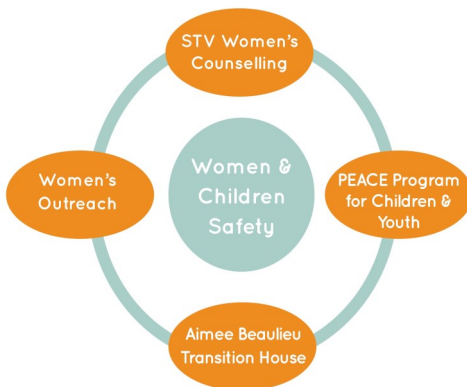 STV Women's
Counselling
Women's
Outreach
Women &
Children
Safety
PEACE Program
for Children &
Youth
Aimee Beaulieu
Transition House